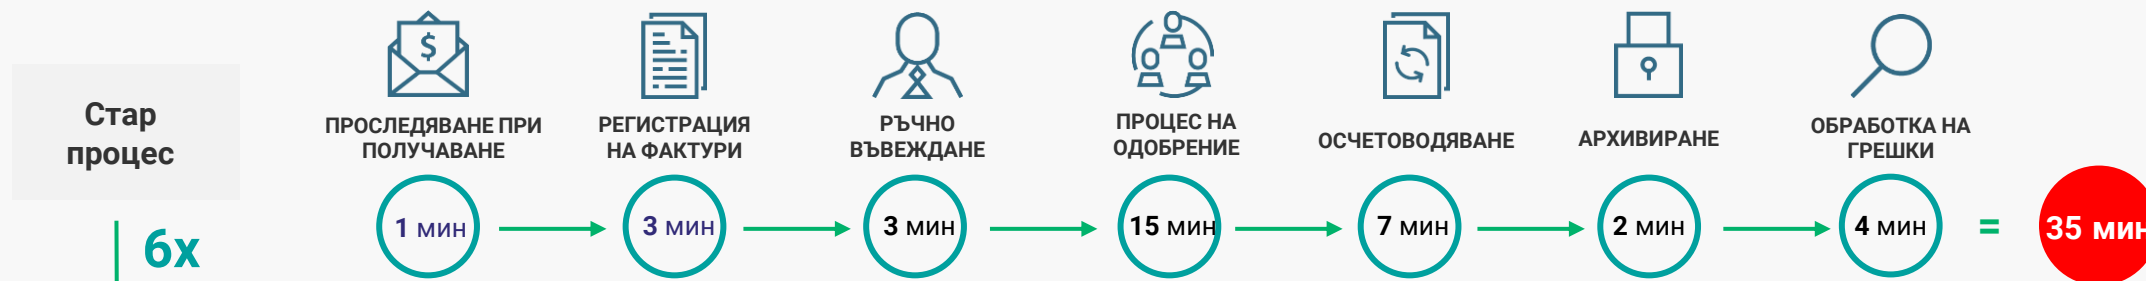 Стар
процес
6x
$
ПРОСЛЕДЯВАНЕ ПРИ
ПОЛУЧАВАНЕ
1 мин
РЕГИСТРАЦИЯ
НА ФАКТУРИ
3 мин
РЪЧНО
ВЪВЕЖДАНЕ
3 мин
ПРОЦЕС НА
ОДОБРЕНИЕ
15 мин
ОСЧЕТОВОДЯВАНЕ
7 мин
АРХИВИРАНЕ
2 мин
ОБРАБОТКА НА
ГРЕШКИ
4 мин
=
35 мин